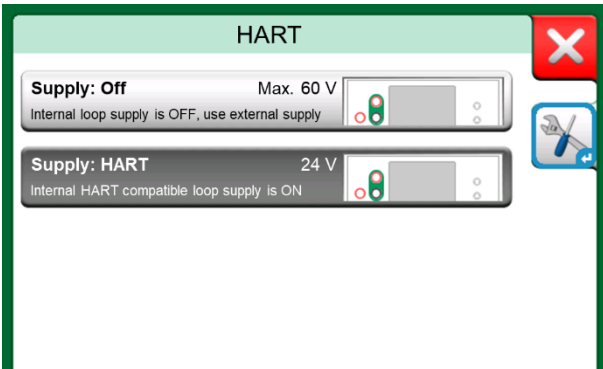 HART
Supply: Off Max. 60 V
Internal loop supply is OFF, use external supply
Supply: HART 24 V
Internal HART compatible loop supply is ON